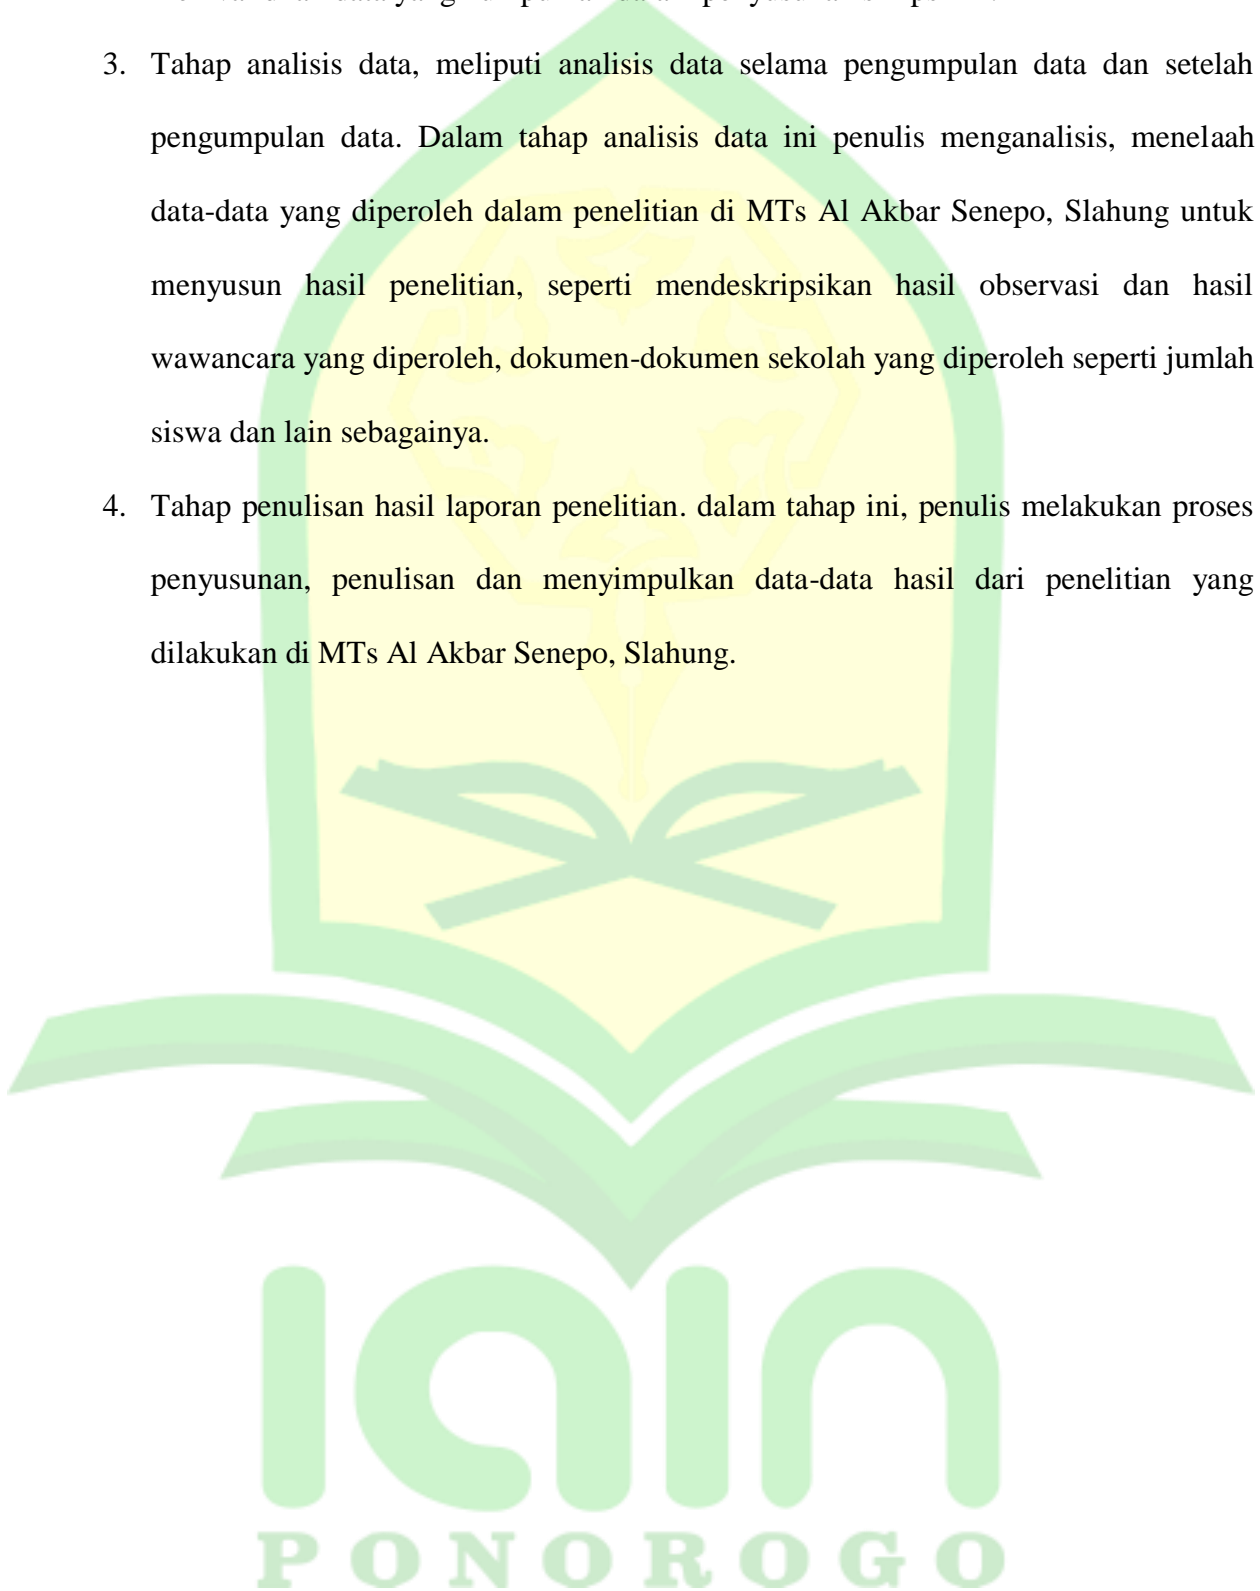 3. Tahap analisis data, meliputi analisis data selama pengumpulan data dan setelah
pengumpulan data. Dalam tahap analisis data ini penulis menganalisis, menelaah
data-data yang diperoleh dalam penelitian di MTs Al Akbar Senepo, Slahung untuk
menyusun hasil penelitian, seperti mendeskripsikan hasil observasi dan hasil
wawancara yang diperoleh, dokumen-dokumen sekolah yang diperoleh seperti jumlah
siswa dan lain sebagainya.
4. Tahap penulisan hasil laporan penelitian. dalam tahap ini, penulis melakukan proses
penyusunan, penulisan dan menyimpulkan data-data hasil dari penelitian yang
dilakukan di MTs Al Akbar Senepo, Slahung.
iain
PONOROGO